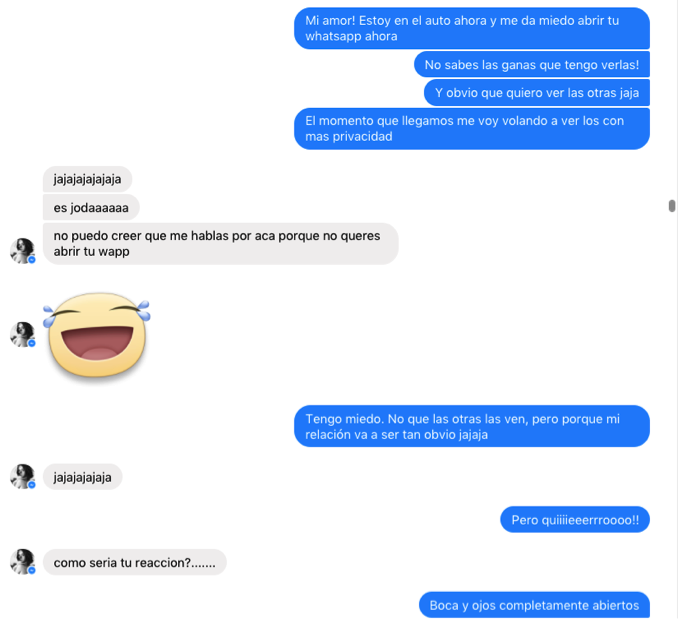 Mi amor! Estoy en el auto ahora y me da miedo abrir tu
whatsapp ahora
No sabes las ganas que tengo verlas!
Y obvio que quiero ver las otras jaja
El momento que llegamos me voy volando a ver los con
mas privacidad
jajajajajajaja
es jodaaaaaa
no puedo creer que me hablas por aca porque no queres
abrir tu wapp
Tengo miedo. No que las otras las ven, pero porque mi
relación va a ser tan obvio jajaja
jajajajajaja
Pero quiiiieeerrroooo!!
como seria tu reaccion?.......
Boca y ojos completamente abiertos